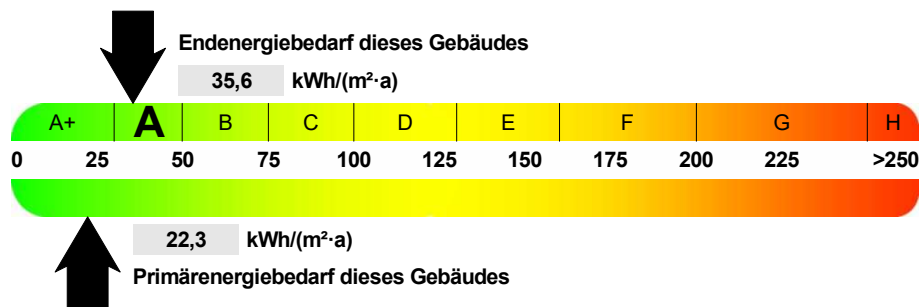 Endenergiebedarf dieses Gebäudes
35,6 kWh/(m²·a)
A+ A B C D E F G H
0 25 50 75 100 125 150 175 200 225 >250
22,3 kWh/(m²·a)
Primärenergiebedarf dieses Gebäudes